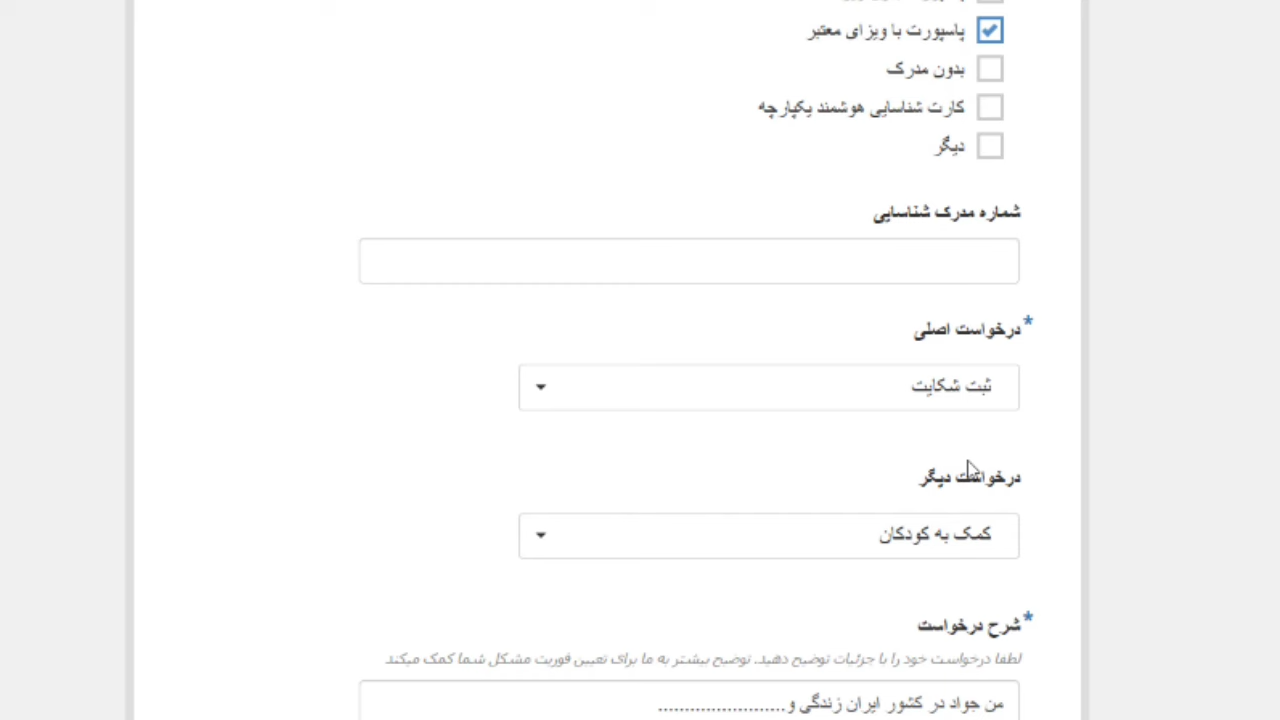 پاسپورت با ویزای معتبر
بدون مدرک
کارت شناسایی هوشمند یکپارچه
دیگر
شماره مدرک شناسایی
* درخواست اصلی
ثبت شکایت
درخواست دیگر
کمک به کودکان
* شرح درخواست
لطفا درخواست خود را با جزئیات توضیح دهید. توضیح بیشتر به ما برای تعیین فوریت مشکل شما کمک میکند
من جواد در کشور ایران زندگی و........................